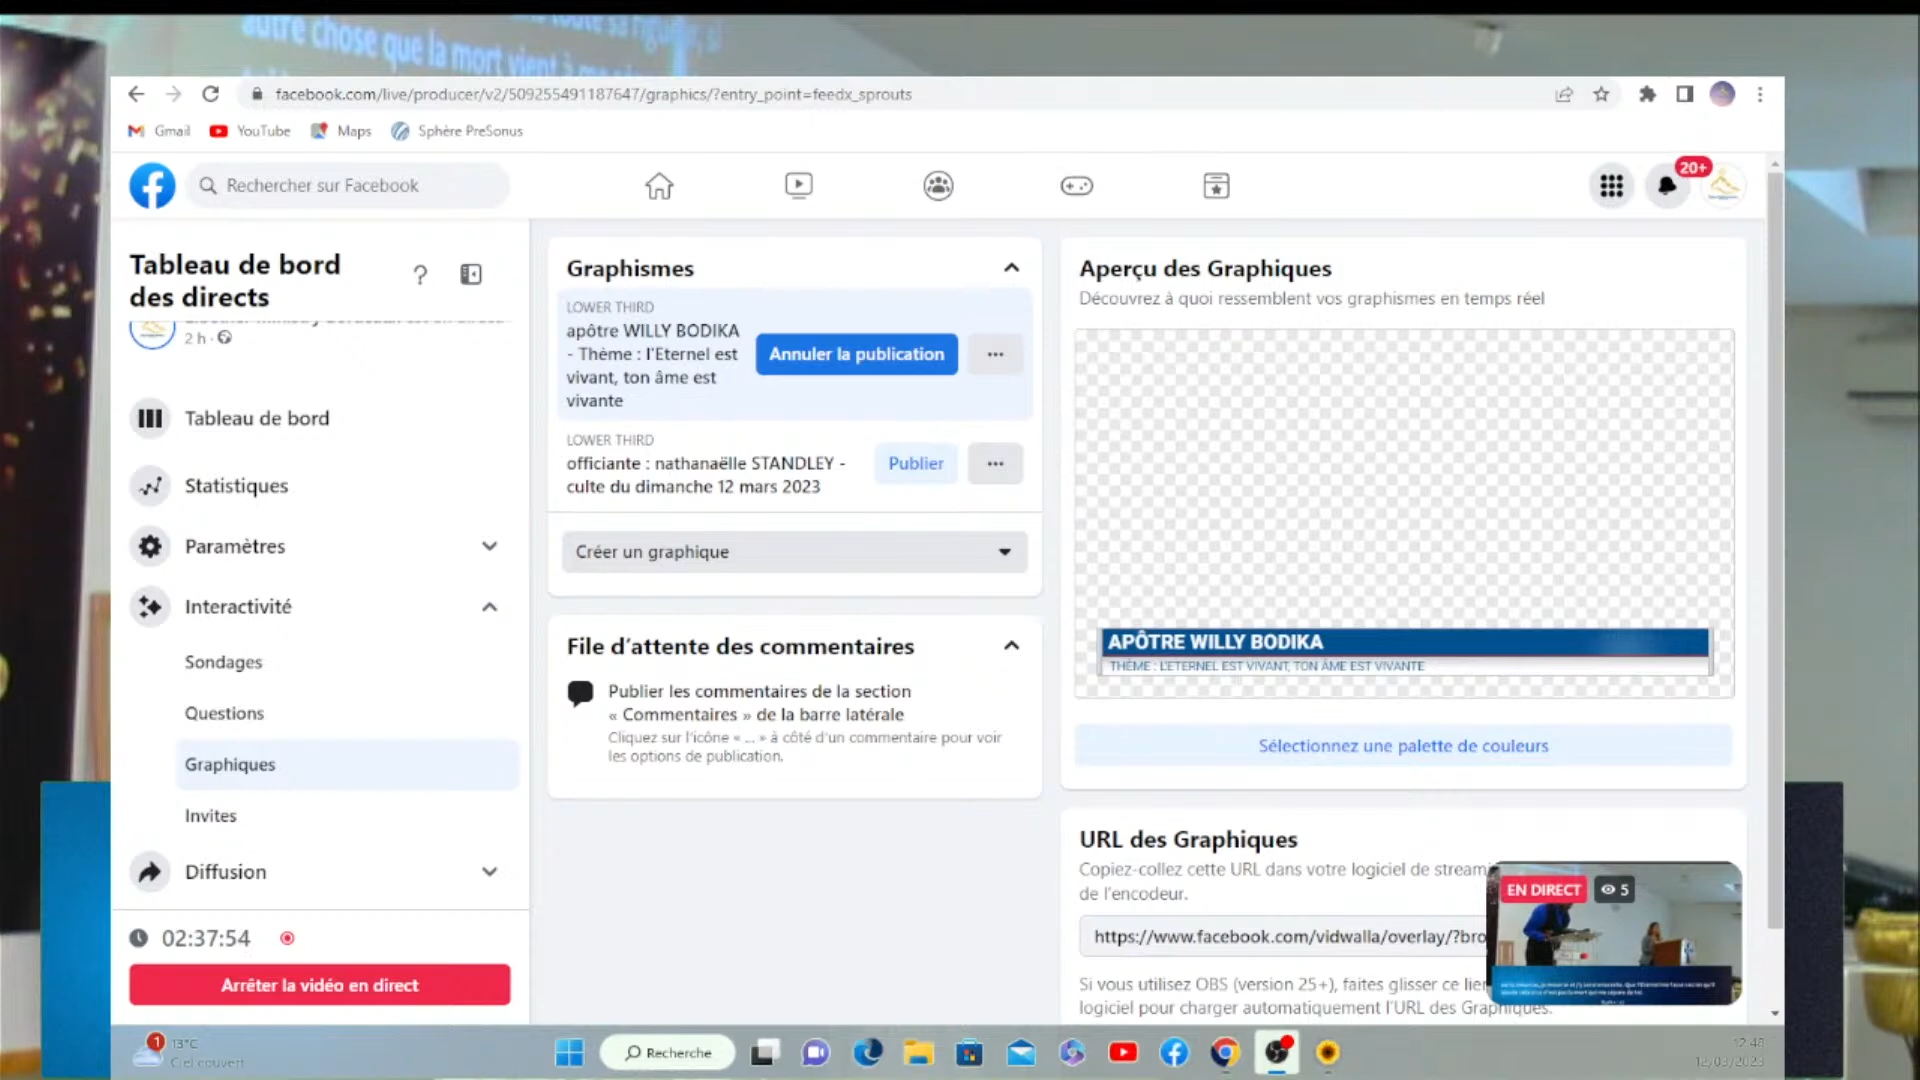 autre chose que la mort vient à me
facebook.com/live/producer/v2/509255491187647/graphics/?entry_point=feedx_sprouts
Gmail YouTube Maps Sphère PreSonus
Rechercher sur Facebook
20+
Tableau de bord
des directs
2 h
Tableau de bord
Statistiques
Paramètres
Interactivité
Sondages
Questions
Graphiques
Invites
Diffusion
02:37:54
Arrêter la vidéo en direct
Graphismes
LOWER THIRD
apôtre WILLY BODIKA
- Thème : l'Eternel est
vivant, ton âme est
vivante
Annuler la publication
LOWER THIRD
officiante : nathanaëlle STANDLEY -
culte du dimanche 12 mars 2023
Publier
Créer un graphique
File d'attente des commentaires
Publier les commentaires de la section
« Commentaires » de la barre latérale
Cliquez sur l'icône « ... » à côté d'un commentaire pour voir
les options de publication.
Aperçu des Graphiques
Découvrez à quoi ressemblent vos graphismes en temps réel
APÔTRE WILLY BODIKA
THÈME : L'ETERNEL EST VIVANT, TON ÂME EST VIVANTE
Sélectionnez une palette de couleurs
URL des Graphiques
Copiez-collez cette URL dans votre logiciel de streami
de l'encodeur.
https://www.facebook.com/vidwalla/overlay/?bro
Si vous utilisez OBS (version 25+), faites glisser ce lien
logiciel pour charger automatiquement l'URL des Graphiques.
EN DIRECT 5
1
13°C
Ciel couvert
Recherche
12:48
12/03/2023